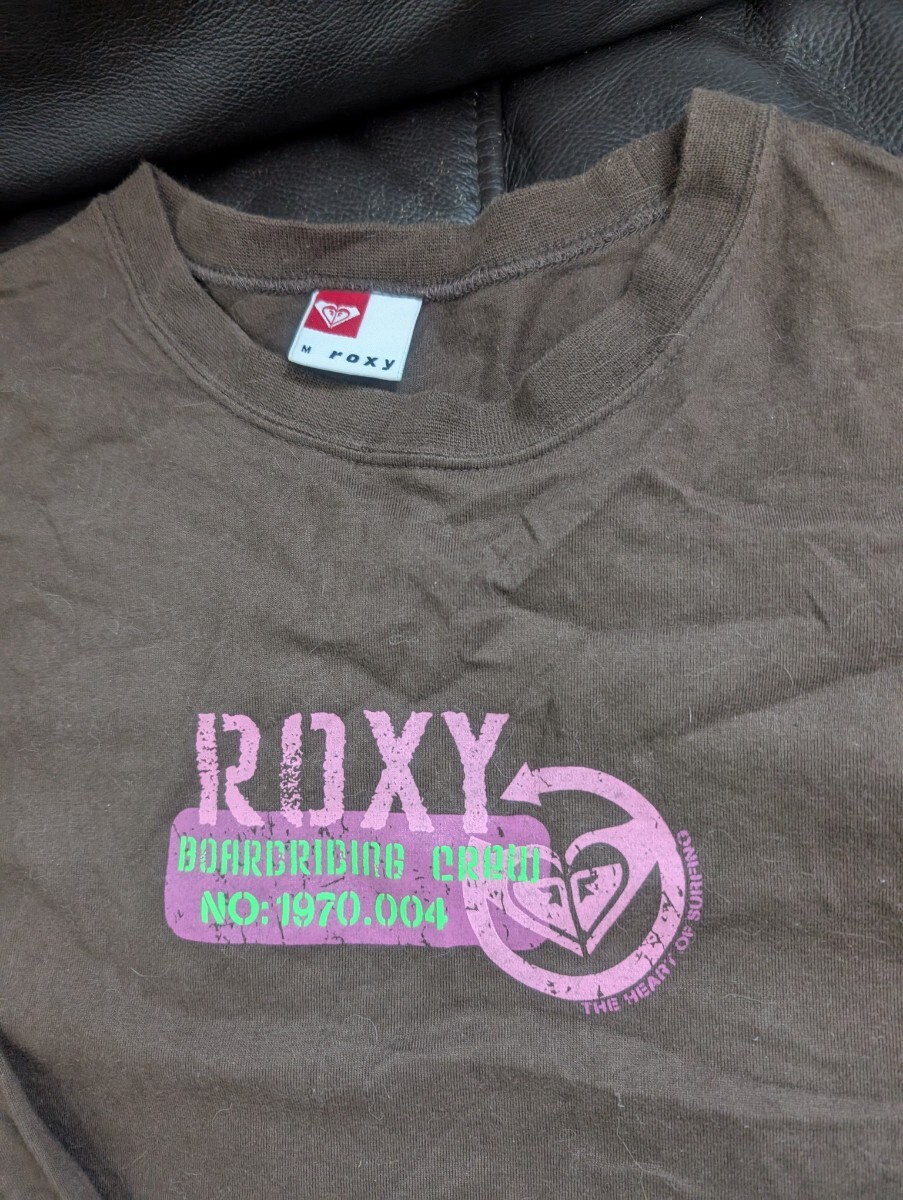 M roxy
ROXY
BOARDRIDING CREW
NO:1970.004
THE HEART OF SURFING